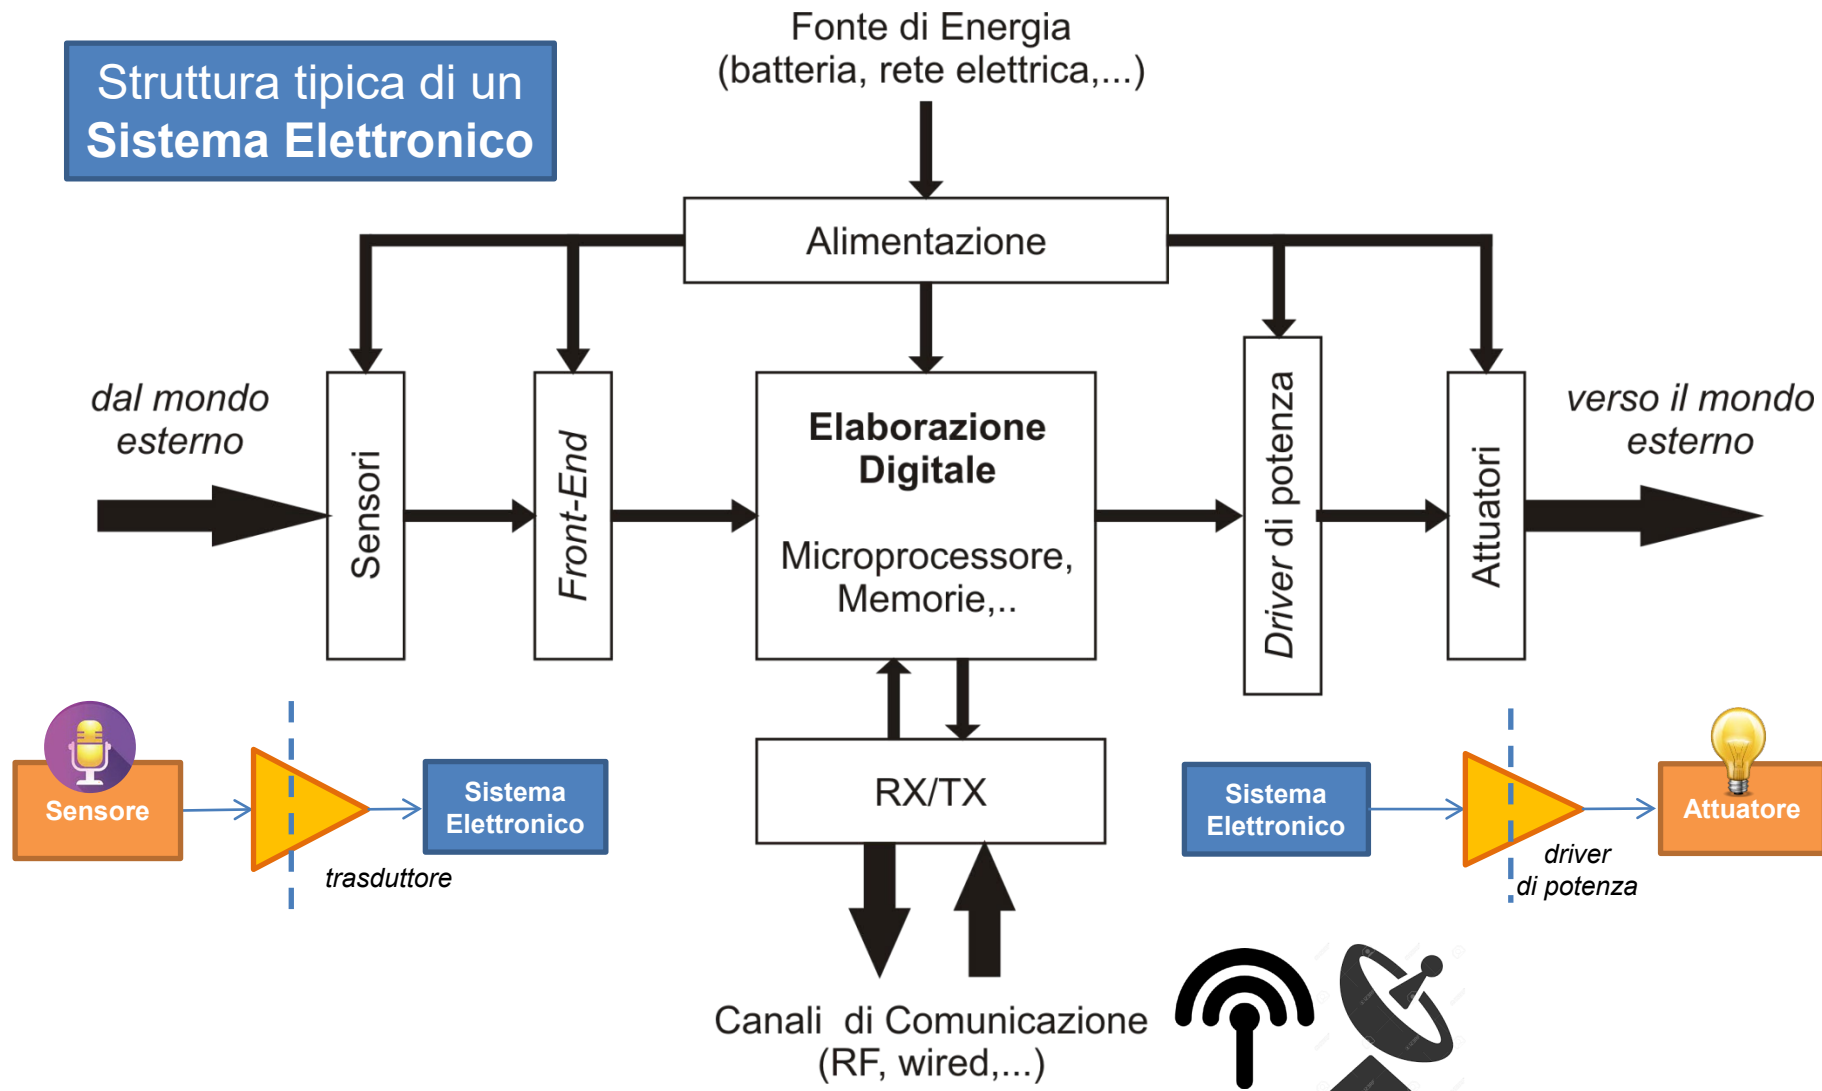 Fonte di Energia
(batteria, rete elettrica,...)
Struttura tipica di un
Sistema Elettronico
Alimentazione
dal mondo
esterno
Sensori
Front-End
Elaborazione
Digitale
Microprocessore,
Memorie,..
Driver di potenza
Attuatori
verso il mondo
esterno
Sensore
Sistema
Elettronico
trasduttore
RX/TX
Sistema
Elettronico
driver
di potenza
Attuatore
Canali di Comunicazione
(RF, wired,...)